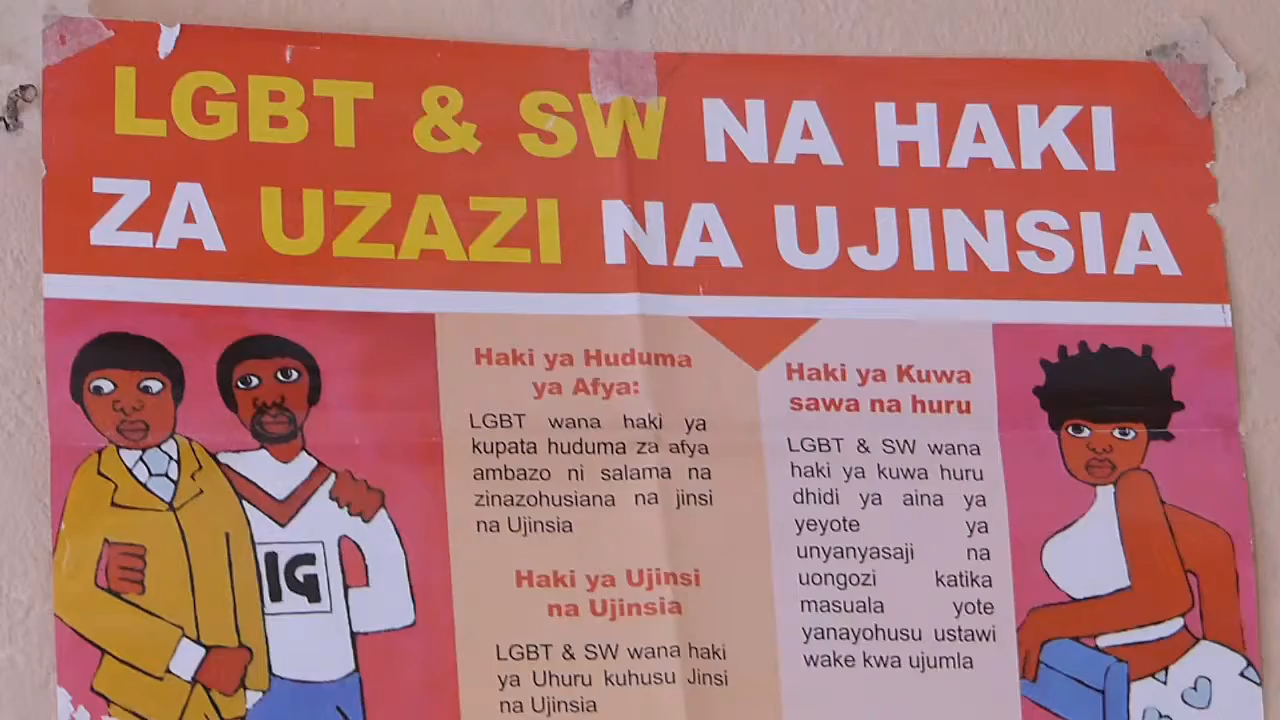 LGBT & SW NA HAKI
ZA UZAZI NA UJINSIA
Haki ya Huduma
ya Afya:
LGBT wana haki ya
kupata huduma za afya
ambazo ni salama na
zinazohusiana na jinsi
na Ujinsia
Haki ya Ujinsi
na Ujinsia
LGBT & SW wana haki
ya Uhuru kuhusu Jinsi
na Ujinsia
Haki ya Kuwa
sawa na huru
LGBT & SW wana
haki ya kuwa huru
dhidi ya aina ya
yeyote ya
unyanyasaji na
uongozi katika
masuala yote
yanayohusu ustawi
wake kwa ujumla
IG